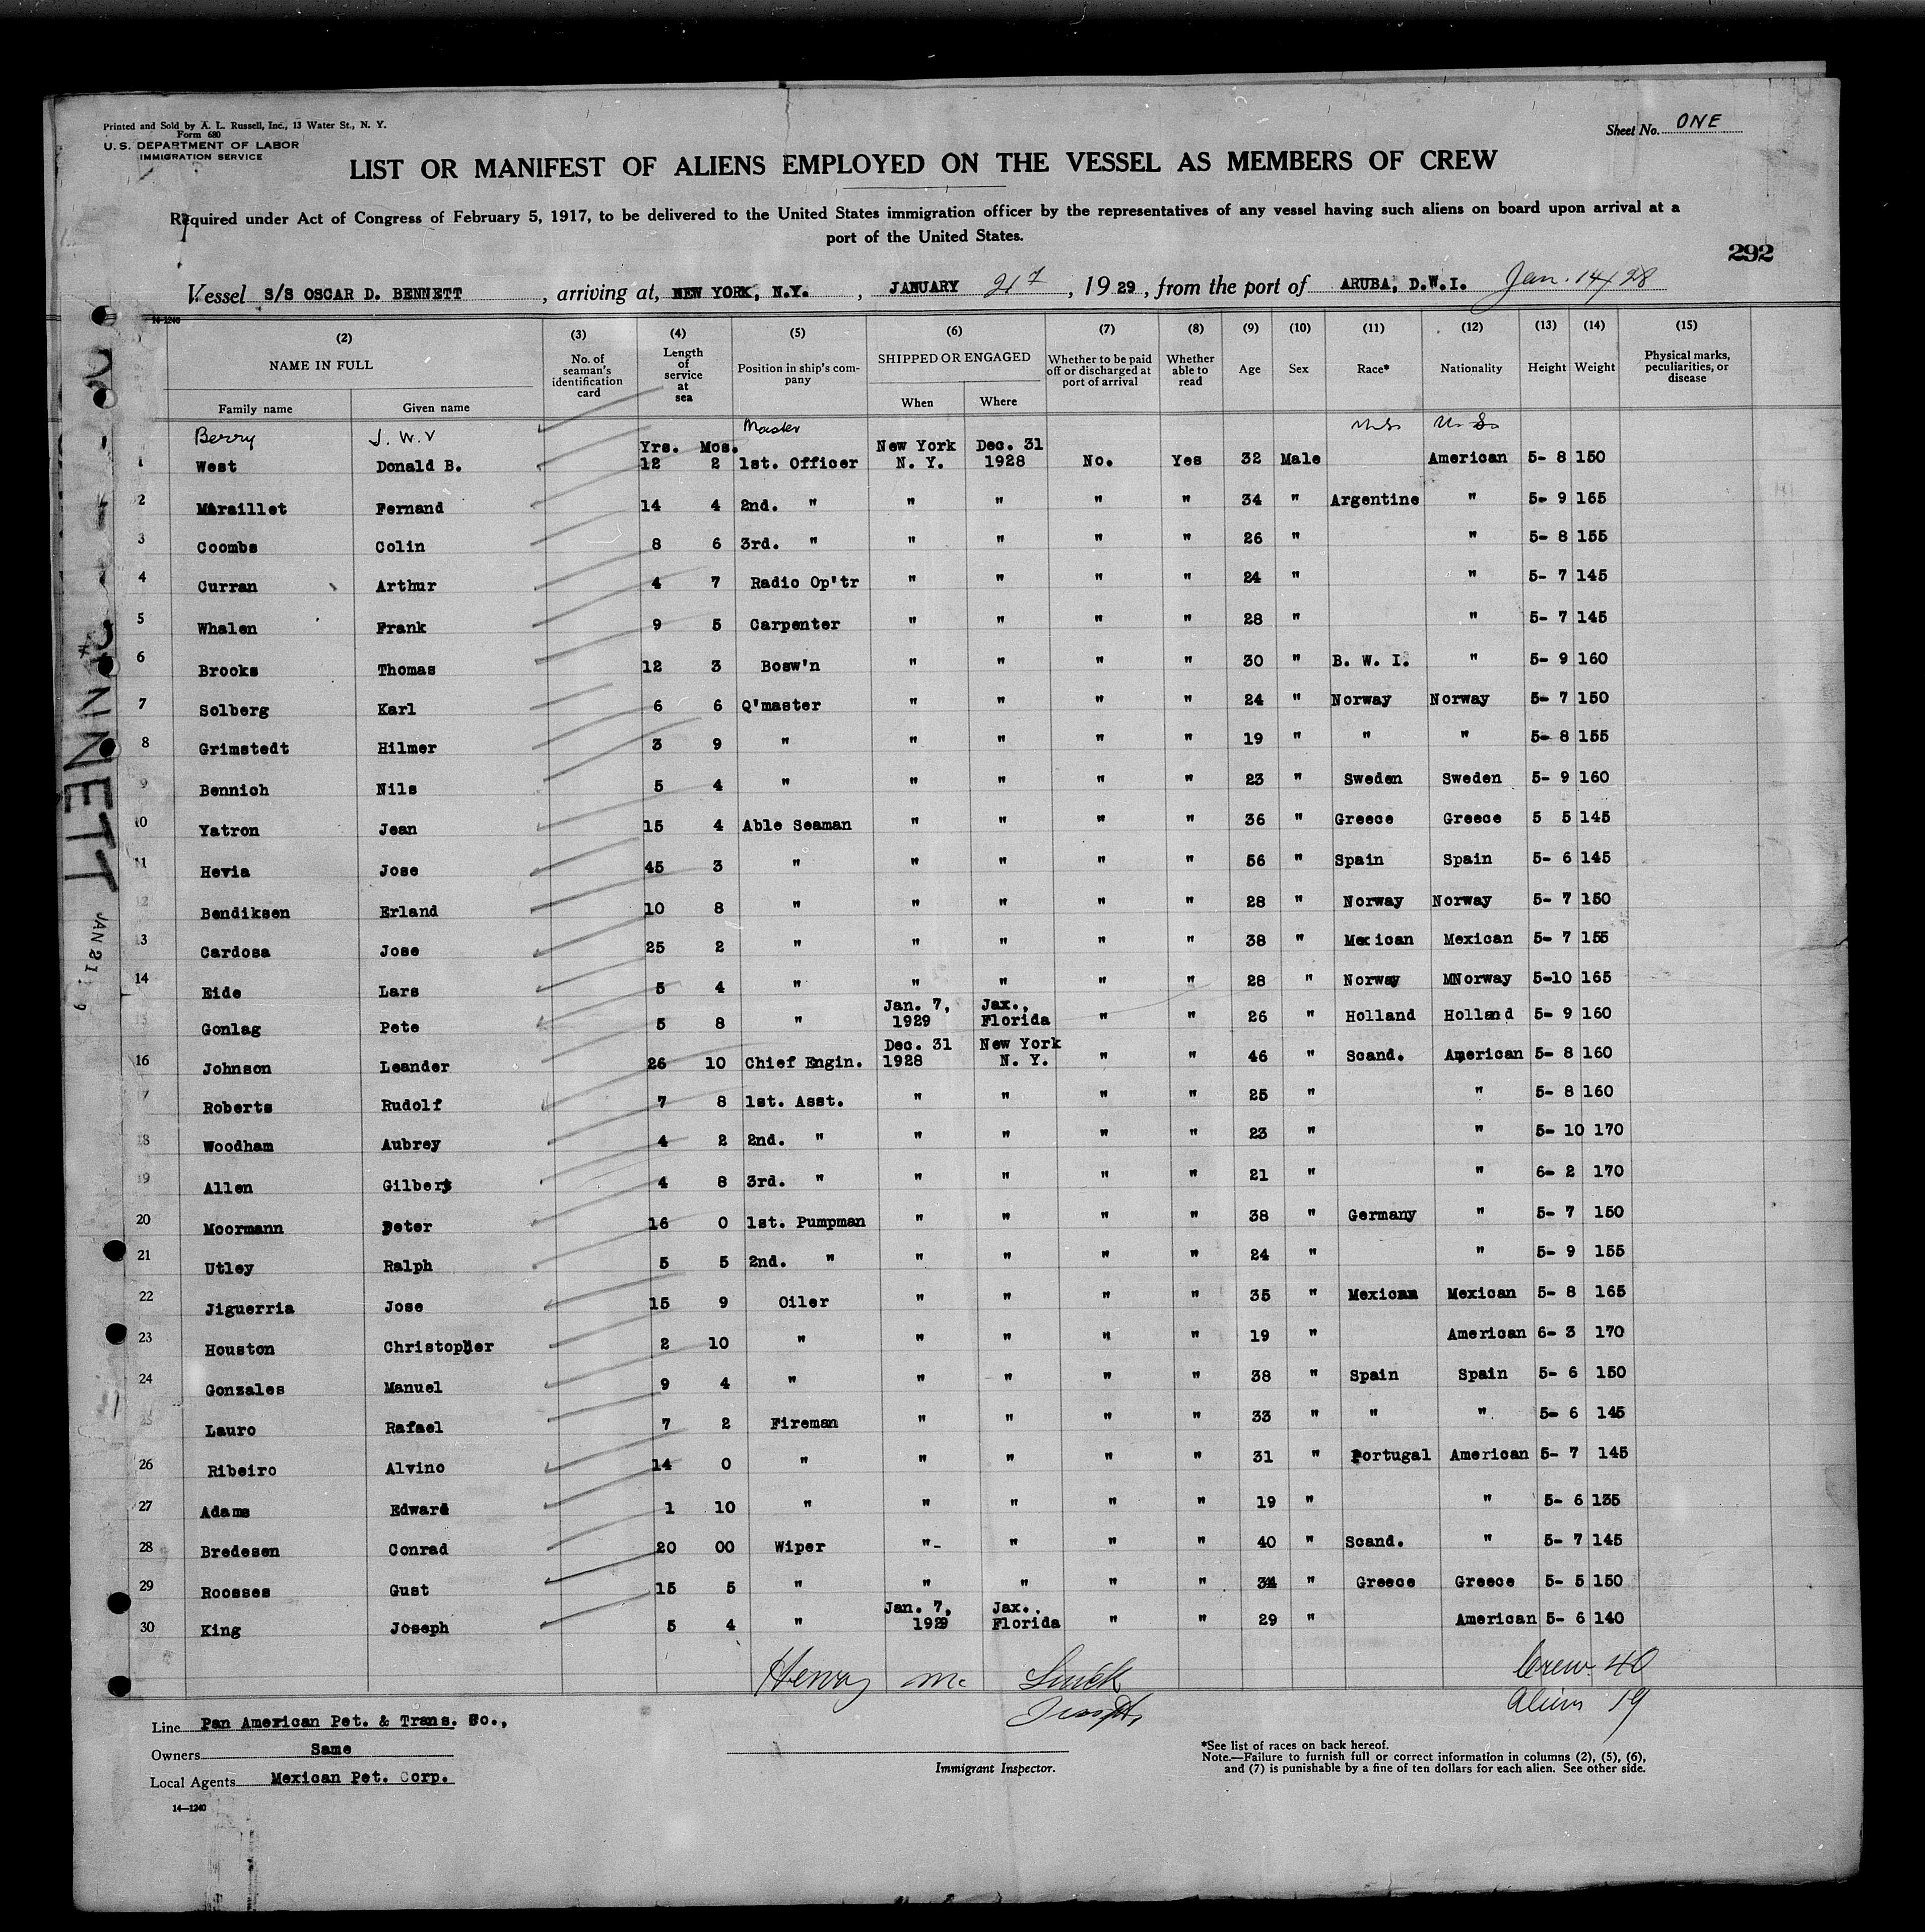 Printed and Sold by A. L. Russell, Inc., 13 Water St., N. Y.
Form 680
U. S. DEPARTMENT OF LABOR
IMMIGRATION SERVICE
Sheet No. ONE
LIST OR MANIFEST OF ALIENS EMPLOYED ON THE VESSEL AS MEMBERS OF CREW
Required under Act of Congress of February 5, 1917, to be delivered to the United States immigration officer by the representatives of any vessel having such aliens on board upon arrival at a
port of the United States.
292
Vessel S/S OSCAR D. BENNETT, arriving at, NEW YORK, N.Y., JANUARY 21, 1929, from the port of ARUBA, D.W.I. Jan. 14/28
14-1240
(2) (3) (4) (5) (6) (7) (8) (9) (10) (11) (12) (13) (14) (15)
NAME IN FULL No. of seaman's identification card Length of service at sea Position in ship's company SHIPPED OR ENGAGED Whether to be paid off or discharged at port of arrival Whether able to read Age Sex Race* Nationality Height Weight Physical marks, peculiarities, or disease
Family name Given name When Where
Berry J. W. V Master U.S. U.S.
Yrs. Mos. New York Dec. 31
1 West Donald B. 12 2 1st. Officer N. Y. 1928 No. Yes 32 Male American 5- 8 150
2 Maraillet Fernand 14 4 2nd. " " " " " 34 " Argentine " 5- 9 165
3 Coombs Colin 8 6 3rd. " " " " " 26 " " 5- 8 155
4 Curran Arthur 4 7 Radio Op'tr " " " " 24 " " 5- 7 145
5 Whalen Frank 9 5 Carpenter " " " " 28 " " 5- 7 145
6 Brooks Thomas 12 3 Bosw'n " " " " 30 " B. W. I. " 5- 9 160
7 Solberg Karl 6 6 Q'master " " " " 24 " Norway Norway 5- 7 150
8 Grimstedt Hilmer 3 9 " " " " " 19 " " " 5- 8 155
9 Bennich Nils 5 4 " " " " " 23 " Sweden Sweden 5- 9 160
10 Yatron Jean 15 4 Able Seaman " " " " 36 " Greece Greece 5 5 145
11 Hevia Jose 45 3 " " " " " 56 " Spain Spain 5- 6 145
12 Bendiksen Erland 10 8 " " " " " 28 " Norway Norway 5- 7 150
13 Cardosa Jose 25 2 " " " " " 38 " Mexican Mexican 5- 7 155
14 Eide Lars 5 4 " " " " " 28 " Norway MNorway 5-10 165
Jan. 7, Jax.,
15 Gonlag Pete 5 8 " 1929 Florida " " 26 " Holland Holland 5- 9 160
Dec. 31 New York
16 Johnson Leander 26 10 Chief Engin. 1928 N. Y. " " 46 " Scand. American 5- 8 160
17 Roberts Rudolf 7 8 1st. Asst. " " " " 25 " " 5- 8 160
18 Woodham Aubrey 4 2 2nd. " " " " " 23 " " 5- 10 170
19 Allen Gilbert 4 8 3rd. " " " " " 21 " " 6- 2 170
20 Moormann Peter 16 0 1st. Pumpman " " " " 38 " Germany " 5- 7 150
21 Utley Ralph 5 5 2nd. " " " " " 24 " " 5- 9 155
22 Jiguerria Jose 15 9 Oiler " " " " 35 " Mexican Mexican 5- 8 165
23 Houston Christopher 2 10 " " " " " 19 " American 6- 3 170
24 Gonzales Manuel 9 4 " " " " " 38 " Spain Spain 5- 6 150
25 Lauro Rafael 7 2 Fireman " " " " 33 " " " 5- 6 145
26 Ribeiro Alvino 14 0 " " " " " 31 " Portugal American 5- 7 145
27 Adams Edward 1 10 " " " " " 19 " " 5- 6 135
28 Bredesen Conrad 20 00 Wiper "- " " " 40 " Scand. " 5- 7 145
29 Roosses Gust 15 5 " " " " " 34 " Greece Greece 5- 5 150
Jan. 7, Jax.,
30 King Joseph 5 4 " 1929 Florida " " 29 " American 5- 6 140
Henry Mc
Crew 40
Aliens 19
Line Pan American Pet. & Trans. Co.,
Owners Same
Local Agents Mexican Pet. Corp.
14—1240
Immigrant Inspector.
*See list of races on back hereof.
Note.—Failure to furnish full or correct information in columns (2), (5), (6),
and (7) is punishable by a fine of ten dollars for each alien. See other side.
NNETT
JAN 21